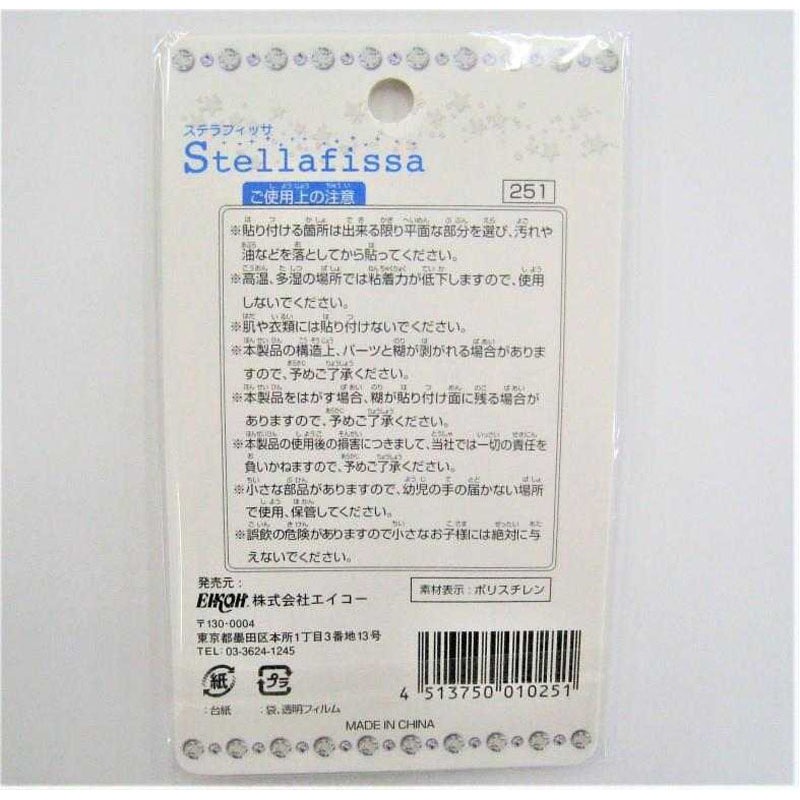 ステラフィッサ
Stellafissa
ご使用上の注意
251
※貼り付ける箇所は出来る限り平面な部分を選び、汚れや
油などを落としてから貼ってください。
※高温、多湿の場所では粘着力が低下しますので、使用
しないでください。
※肌や衣類には貼り付けないでください。
※本製品の構造上、パーツと糊が剥がれる場合がありま
すので、予めご了承ください。
※本製品をはがす場合、糊が貼り付け面に残る場合が
ありますので、予めご了承ください。
※本製品の使用後の損害につきまして、当社では一切の責任を
負いかねますので、予めご了承ください。
※小さな部品がありますので、幼児の手の届かない場所
で使用、保管してください。
※誤飲の危険がありますので小さなお子様には絶対に与
えないでください。
発売元：
EIKOH 株式会社エイコー
素材表示：ポリスチレン
〒130-0004
東京都墨田区本所1丁目3番地13号
TEL: 03-3624-1245
紙 プラ
：台紙 ：袋、透明フィルム
4 513750 010251
MADE IN CHINA